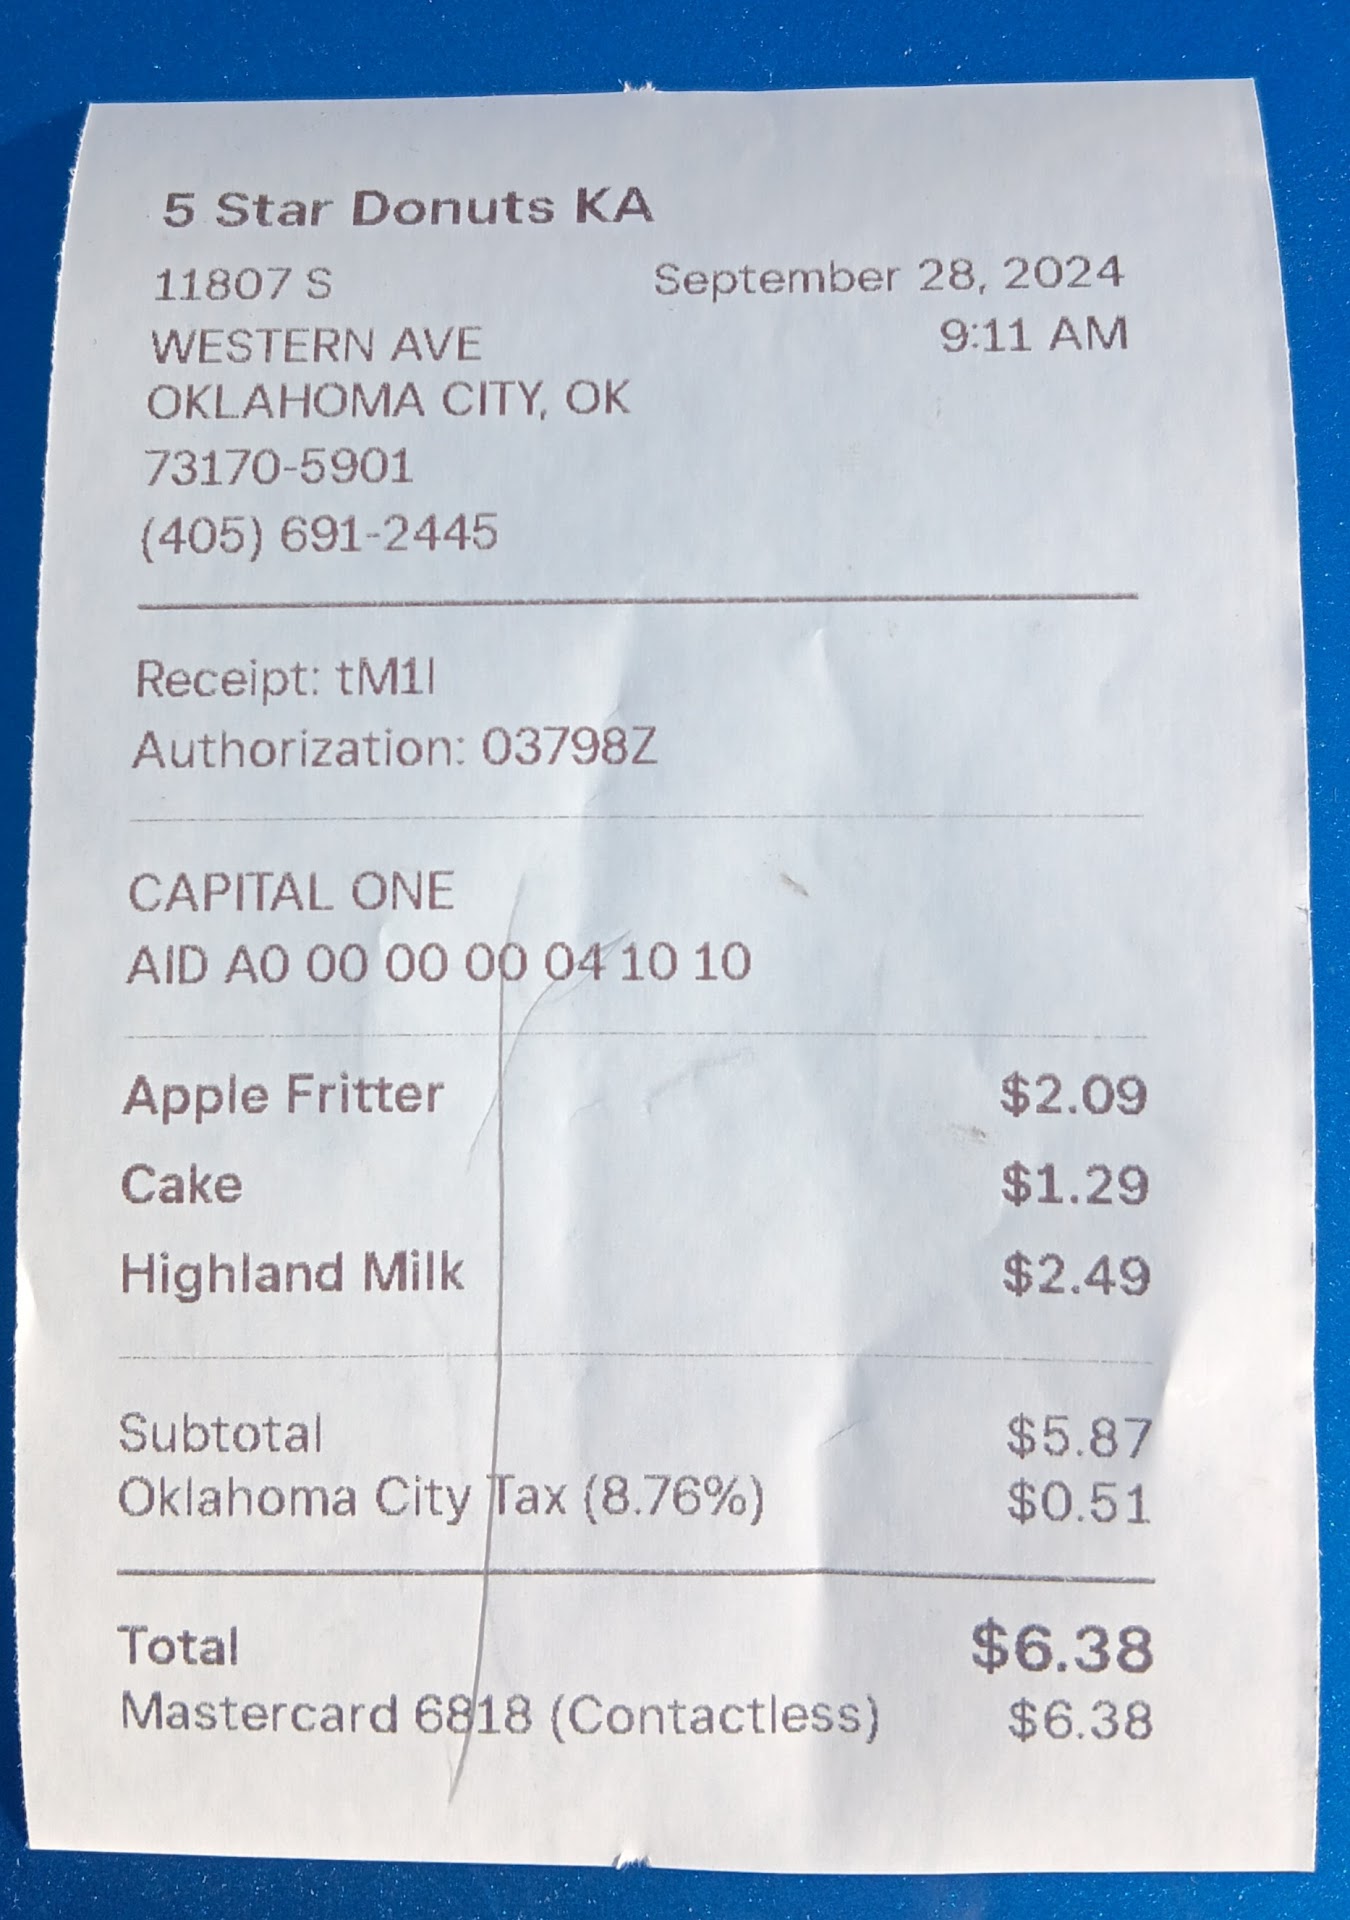 5 Star Donuts KA
11807 S
WESTERN AVE
OKLAHOMA CITY, OK
73170-5901
(405) 691-2445
September 28, 2024
9:11 AM
Receipt: tM1l
Authorization: 03798Z
CAPITAL ONE
AID A0 00 00 00 04 10 10
Apple Fritter $2.09
Cake $1.29
Highland Milk $2.49
Subtotal $5.87
Oklahoma City Tax (8.76%) $0.51
Total $6.38
Mastercard 6818 (Contactless) $6.38